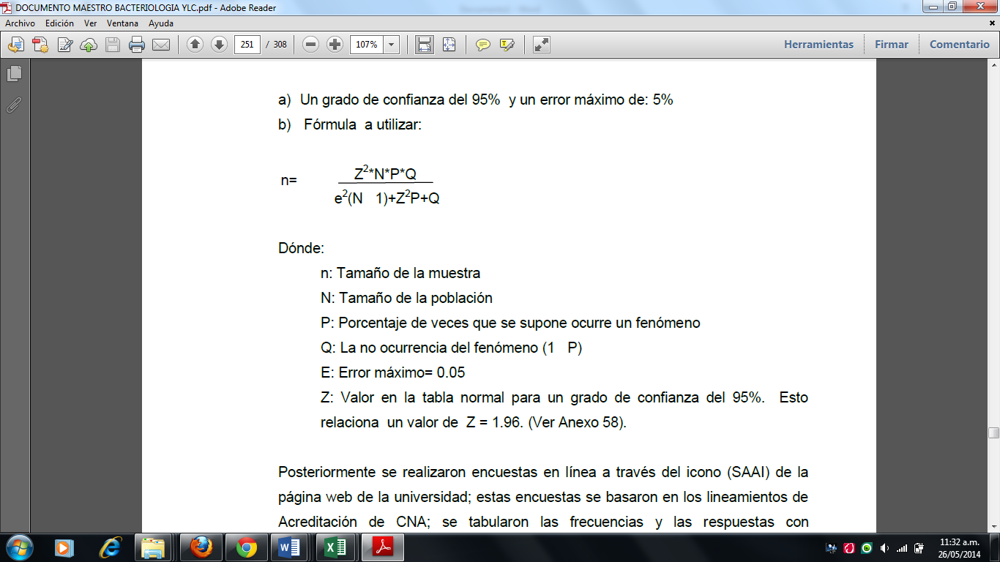 DOCUMENTO MAESTRO BACTERIOLOGIA YLC.pdf - Adobe Reader
Archivo Edición Ver Ventana Ayuda
251 / 308 107% Herramientas Firmar Comentario
a) Un grado de confianza del 95% y un error máximo de: 5%
b) Fórmula a utilizar:
n= Z²*N*P*Q
e²(N 1)+Z²P+Q
Dónde:
n: Tamaño de la muestra
N: Tamaño de la población
P: Porcentaje de veces que se supone ocurre un fenómeno
Q: La no ocurrencia del fenómeno (1 P)
E: Error máximo= 0.05
Z: Valor en la tabla normal para un grado de confianza del 95%. Esto
relaciona un valor de Z = 1.96. (Ver Anexo 58).
Posteriormente se realizaron encuestas en línea a través del icono (SAAI) de la
página web de la universidad; estas encuestas se basaron en los lineamientos de
Acreditación de CNA; se tabularon las frecuencias y las respuestas con
11:32 a.m.
26/05/2014